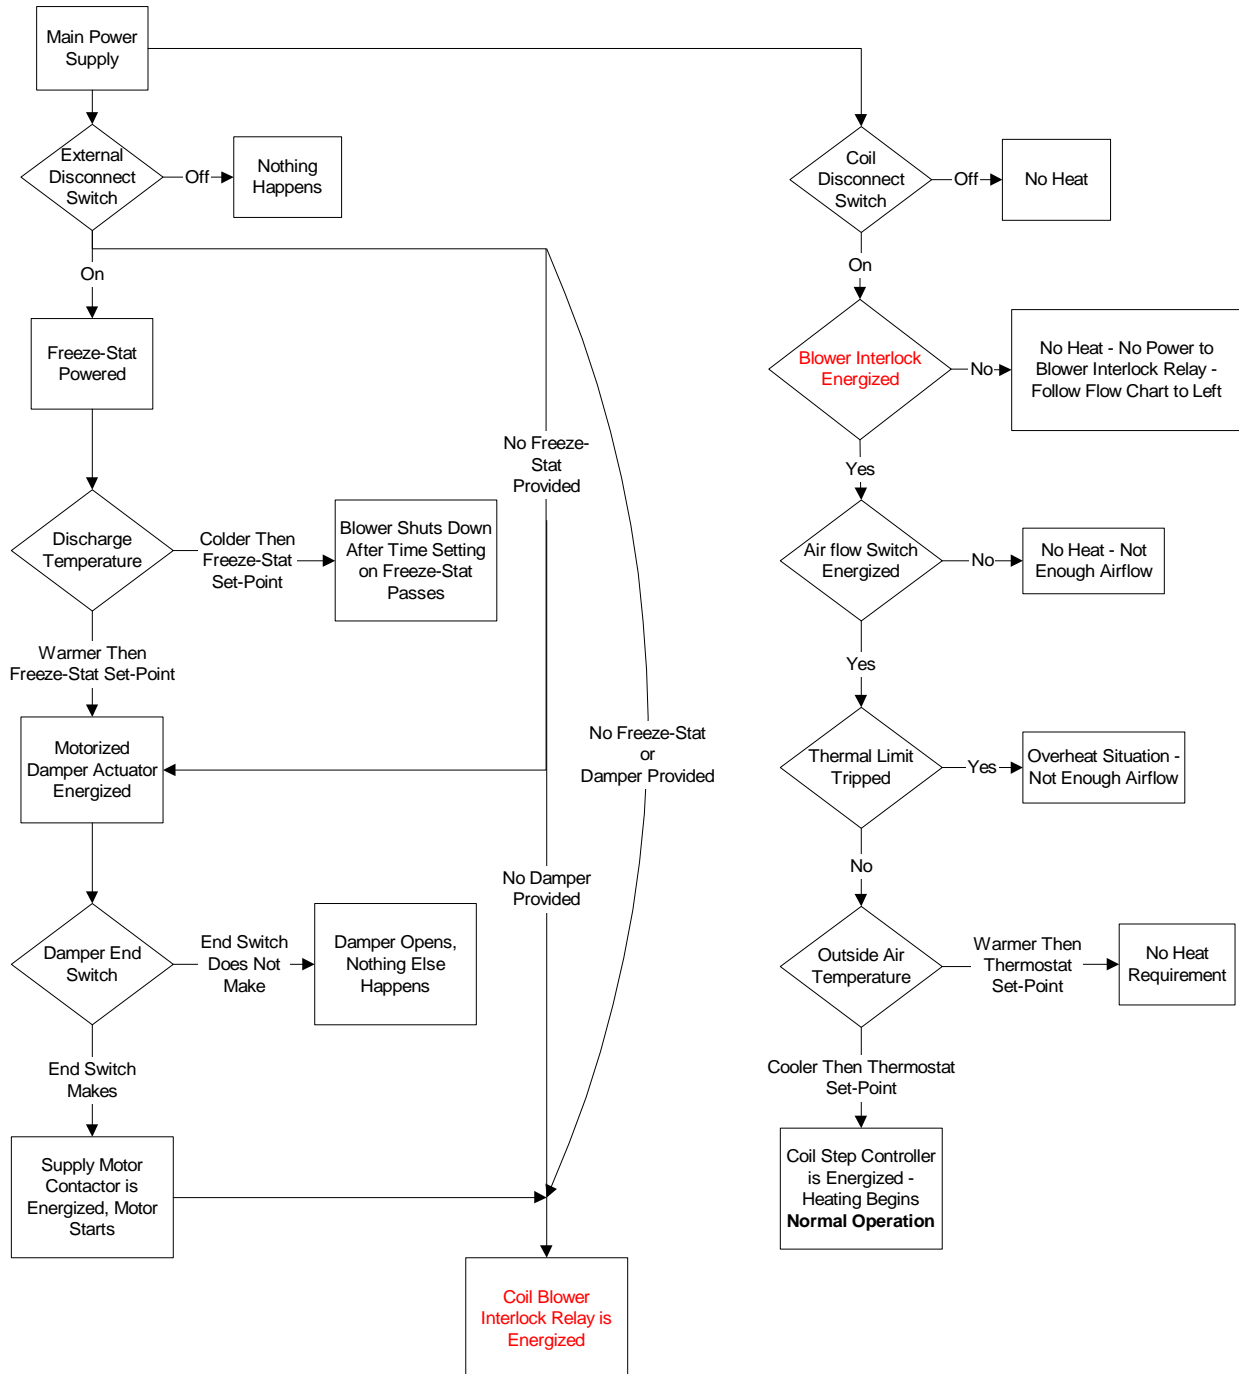 Main Power
Supply
External
Disconnect
Switch
Off
Nothing
Happens
On
Freeze-Stat
Powered
Discharge
Temperature
Colder Then
Freeze-Stat
Set-Point
Blower Shuts Down
After Time Setting
on Freeze-Stat
Passes
Warmer Then
Freeze-Stat Set-Point
Motorized
Damper Actuator
Energized
Damper End
Switch
End Switch
Does Not
Make
Damper Opens,
Nothing Else
Happens
End Switch
Makes
Supply Motor
Contactor is
Energized, Motor
Starts
No Freeze-
Stat
Provided
No Freeze-Stat
or
Damper Provided
No Damper
Provided
Coil Blower
Interlock Relay is
Energized
Coil
Disconnect
Switch
Off
No Heat
On
Blower Interlock
Energized
No
No Heat - No Power to
Blower Interlock Relay -
Follow Flow Chart to Left
Yes
Air flow Switch
Energized
No
No Heat - Not
Enough Airflow
Yes
Thermal Limit
Tripped
Yes
Overheat Situation -
Not Enough Airflow
No
Outside Air
Temperature
Warmer Then
Thermostat
Set-Point
No Heat
Requirement
Cooler Then Thermostat
Set-Point
Coil Step Controller
is Energized -
Heating Begins
Normal Operation